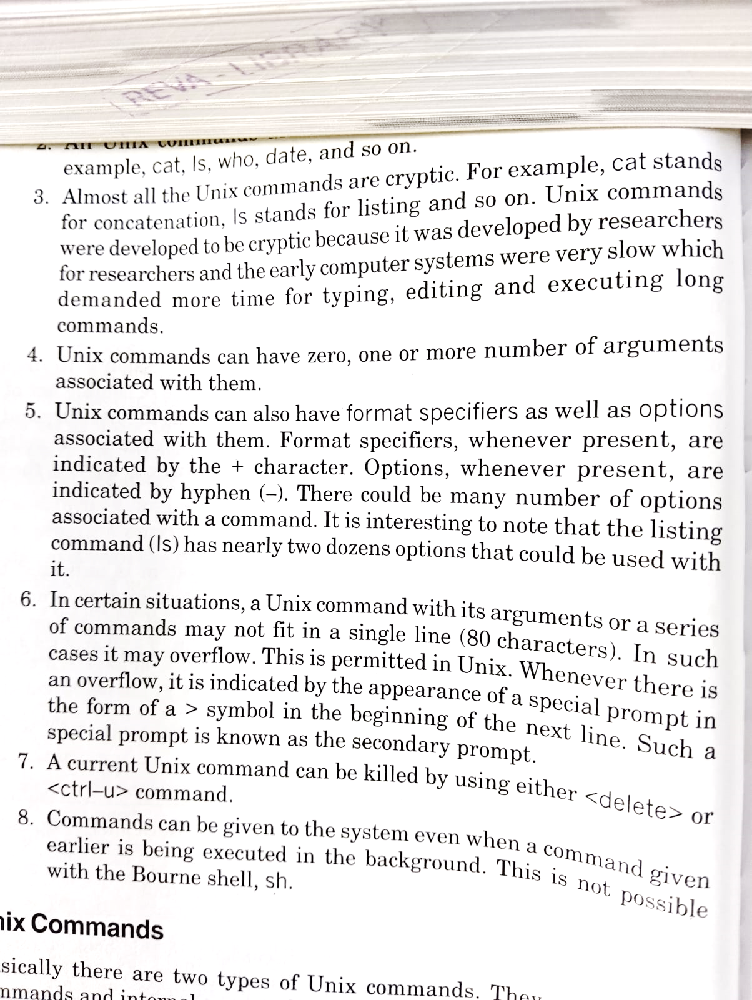 REVA - LIBRARY
2. All Unix commands
example, cat, ls, who, date, and so on.
3. Almost all the Unix commands are cryptic. For example, cat stands
for concatenation, ls stands for listing and so on. Unix commands
were developed to be cryptic because it was developed by researchers
for researchers and the early computer systems were very slow which
demanded more time for typing, editing and executing long
commands.
4. Unix commands can have zero, one or more number of arguments
associated with them.
5. Unix commands can also have format specifiers as well as options
associated with them. Format specifiers, whenever present, are
indicated by the + character. Options, whenever present, are
indicated by hyphen (–). There could be many number of options
associated with a command. It is interesting to note that the listing
command (ls) has nearly two dozens options that could be used with
it.
6. In certain situations, a Unix command with its arguments or a series
of commands may not fit in a single line (80 characters). In such
cases it may overflow. This is permitted in Unix. Whenever there is
an overflow, it is indicated by the appearance of a special prompt in
the form of a > symbol in the beginning of the next line. Such a
special prompt is known as the secondary prompt.
7. A current Unix command can be killed by using either <delete> or
<ctrl–u> command.
8. Commands can be given to the system even when a command given
earlier is being executed in the background. This is not possible
with the Bourne shell, sh.
nix Commands
sically there are two types of Unix commands. They
mmands and internal